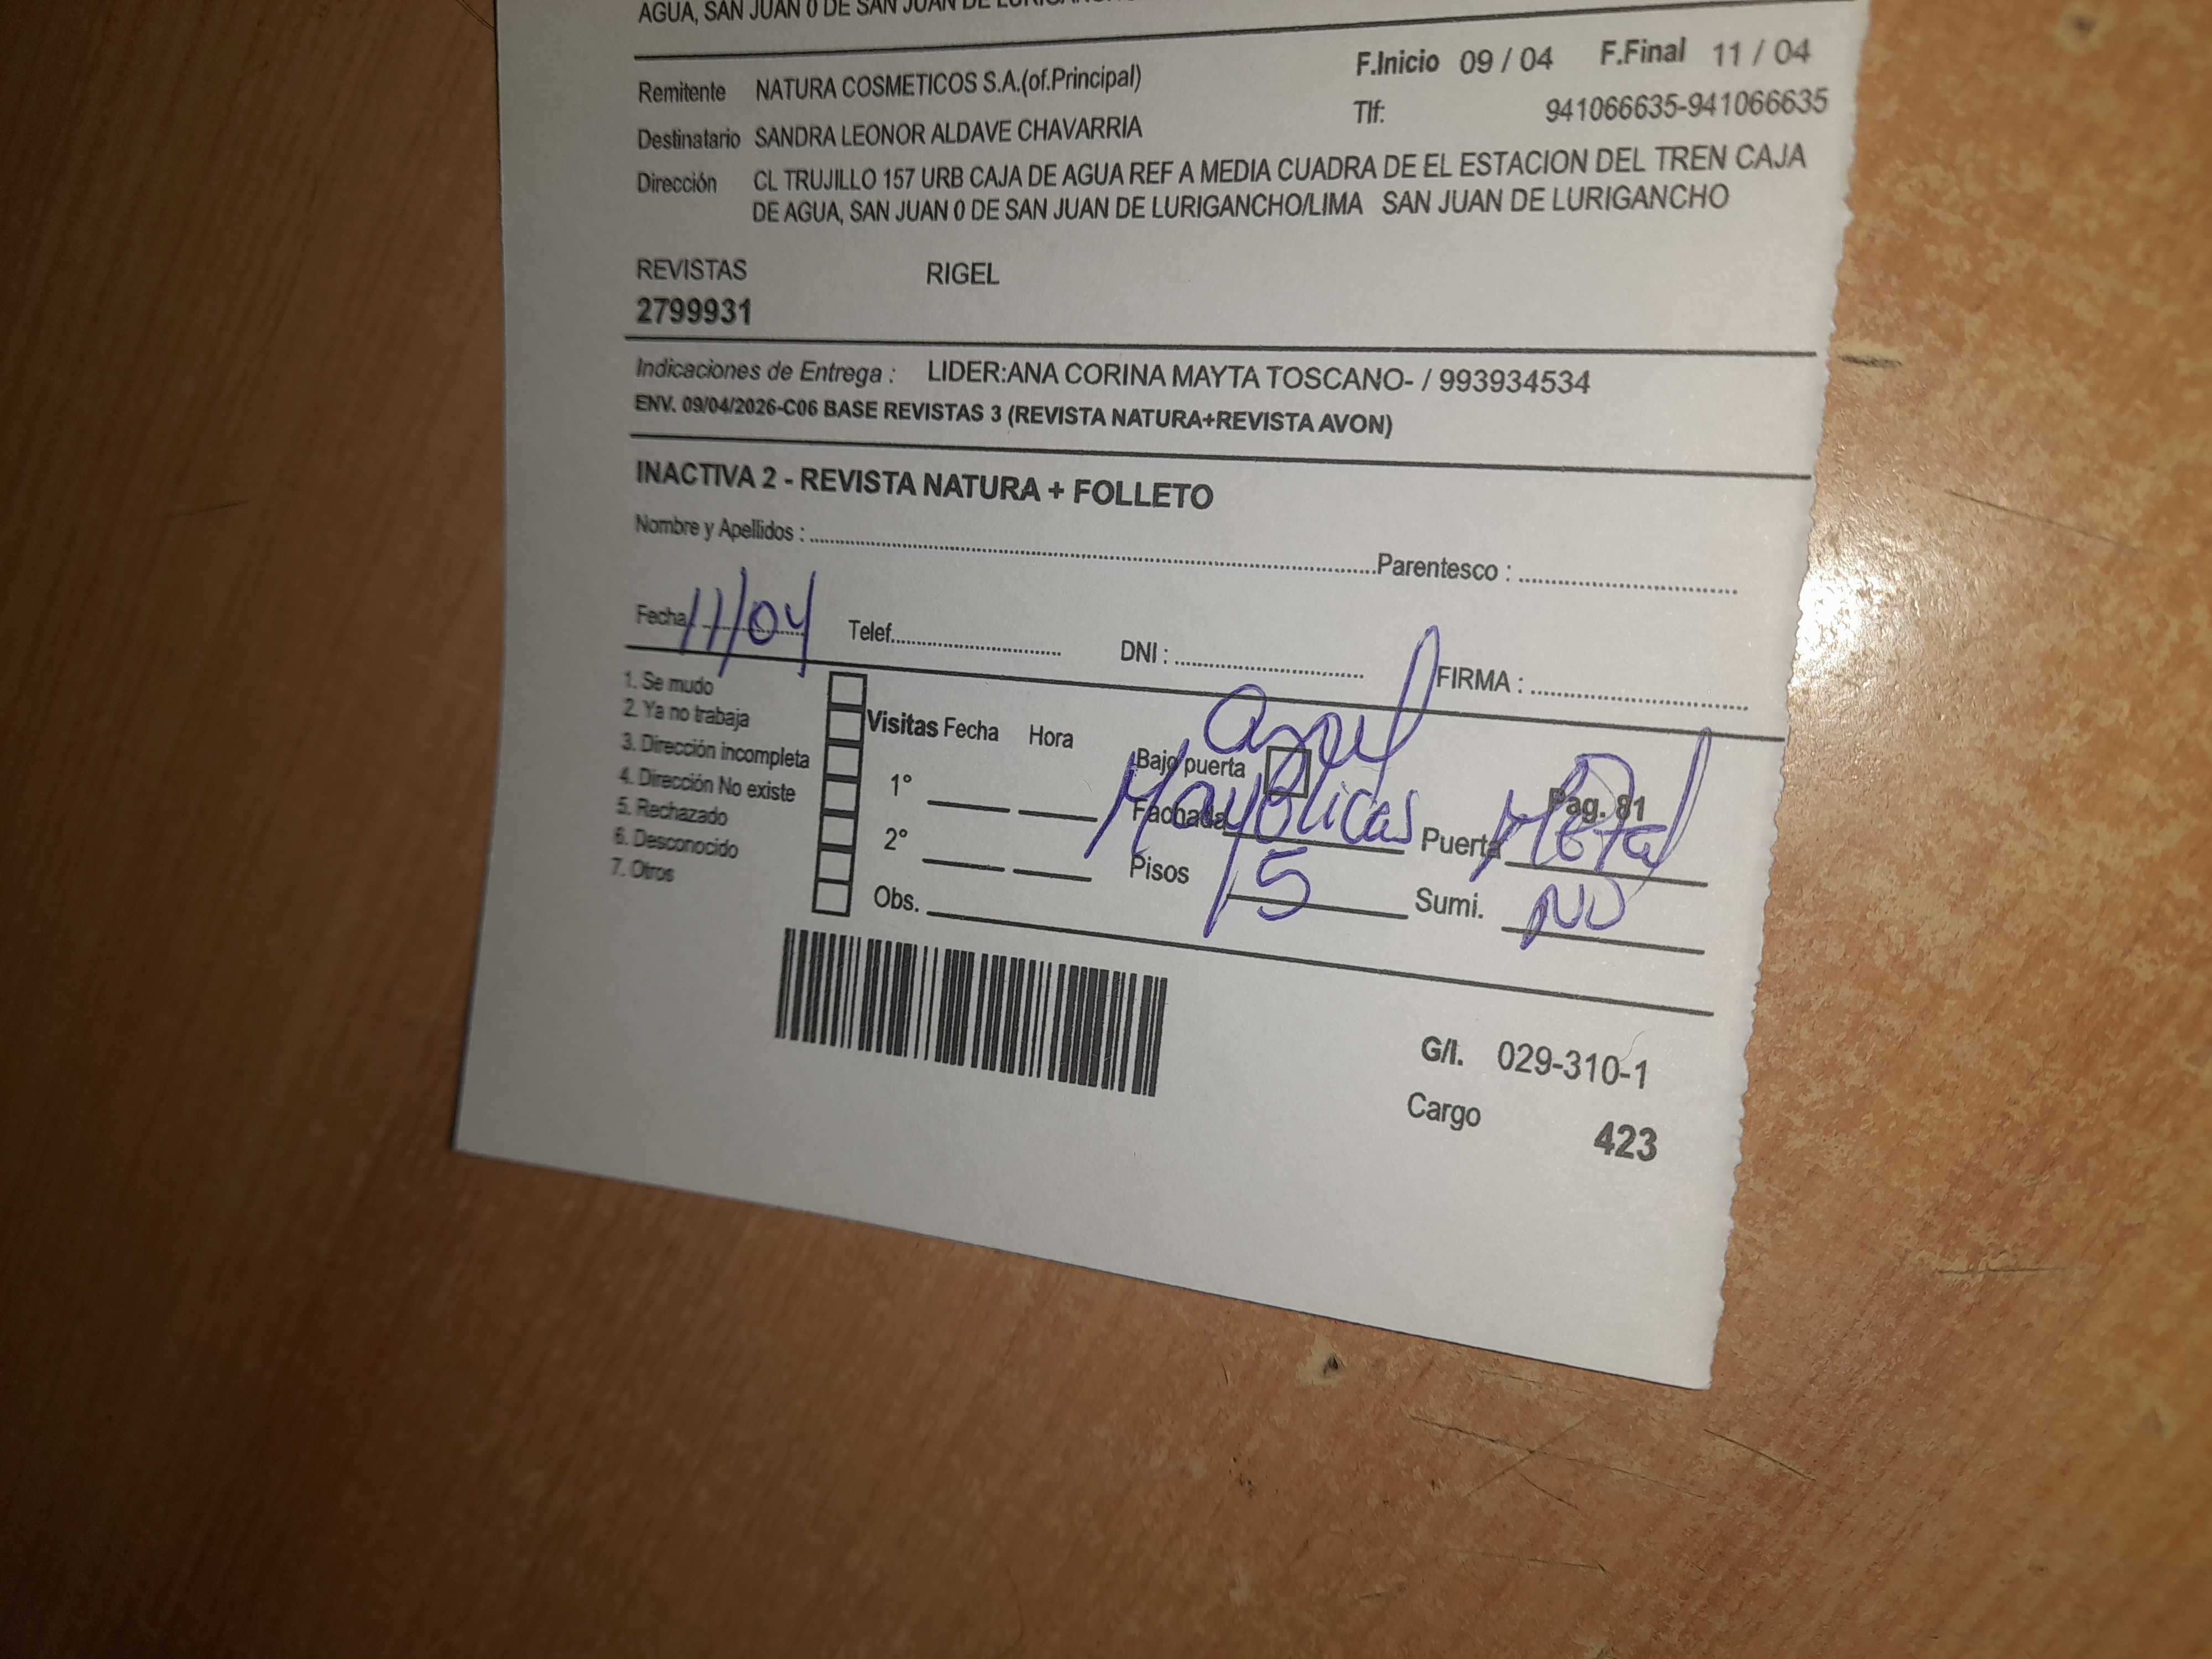 AGUA, SAN JUAN 0 DE SAN JUAN DE LURIGANCHO
Remitente NATURA COSMETICOS S.A.(of.Principal) F.Inicio 09 / 04 F.Final 11 / 04
Destinatario SANDRA LEONOR ALDAVE CHAVARRIA Tlf: 941066635-941066635
Dirección CL TRUJILLO 157 URB CAJA DE AGUA REF A MEDIA CUADRA DE EL ESTACION DEL TREN CAJA
DE AGUA, SAN JUAN 0 DE SAN JUAN DE LURIGANCHO/LIMA SAN JUAN DE LURIGANCHO
REVISTAS RIGEL
2799931
Indicaciones de Entrega : LIDER:ANA CORINA MAYTA TOSCANO- / 993934534
ENV. 09/04/2026-C06 BASE REVISTAS 3 (REVISTA NATURA+REVISTA AVON)
INACTIVA 2 - REVISTA NATURA + FOLLETO
Nombre y Apellidos : Parentesco :
Fecha 11/04 Telef. DNI : FIRMA :
1. Se mudo
2. Ya no trabaja
3. Dirección incompleta
4. Dirección No existe
5. Rechazado
6. Desconocido
7. Otros
Visitas Fecha Hora
1°
2°
Obs.
azul
Bajo puerta Pag. 81
Fachada Mayolicas Puerta Metal
Pisos 5 Sumi. NO
G/I. 029-310-1
Cargo 423